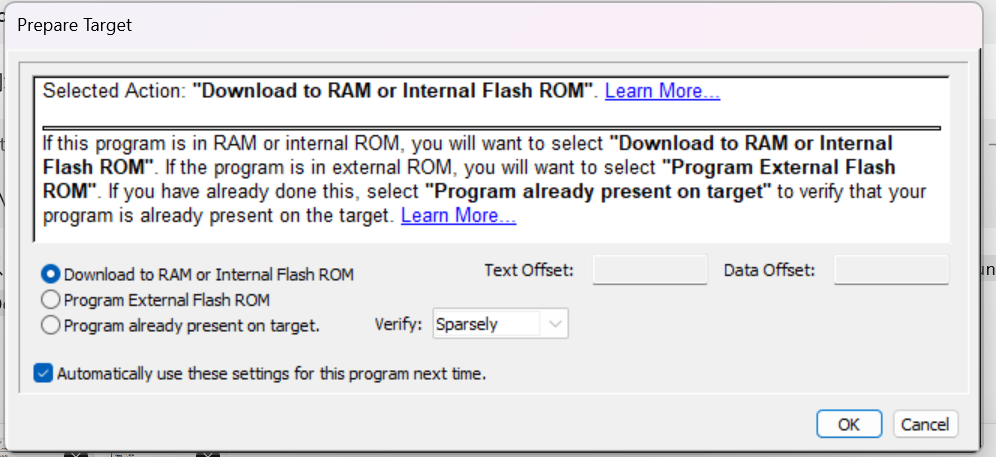 Prepare Target
Selected Action: "Download to RAM or Internal Flash ROM". Learn More...
If this program is in RAM or internal ROM, you will want to select "Download to RAM or Internal
Flash ROM". If the program is in external ROM, you will want to select "Program External Flash
ROM". If you have already done this, select "Program already present on target" to verify that your
program is already present on the target. Learn More...
Download to RAM or Internal Flash ROM
Text Offset:
Data Offset:
Program External Flash ROM
Program already present on target.
Verify: Sparsely
Automatically use these settings for this program next time.
OK
Cancel